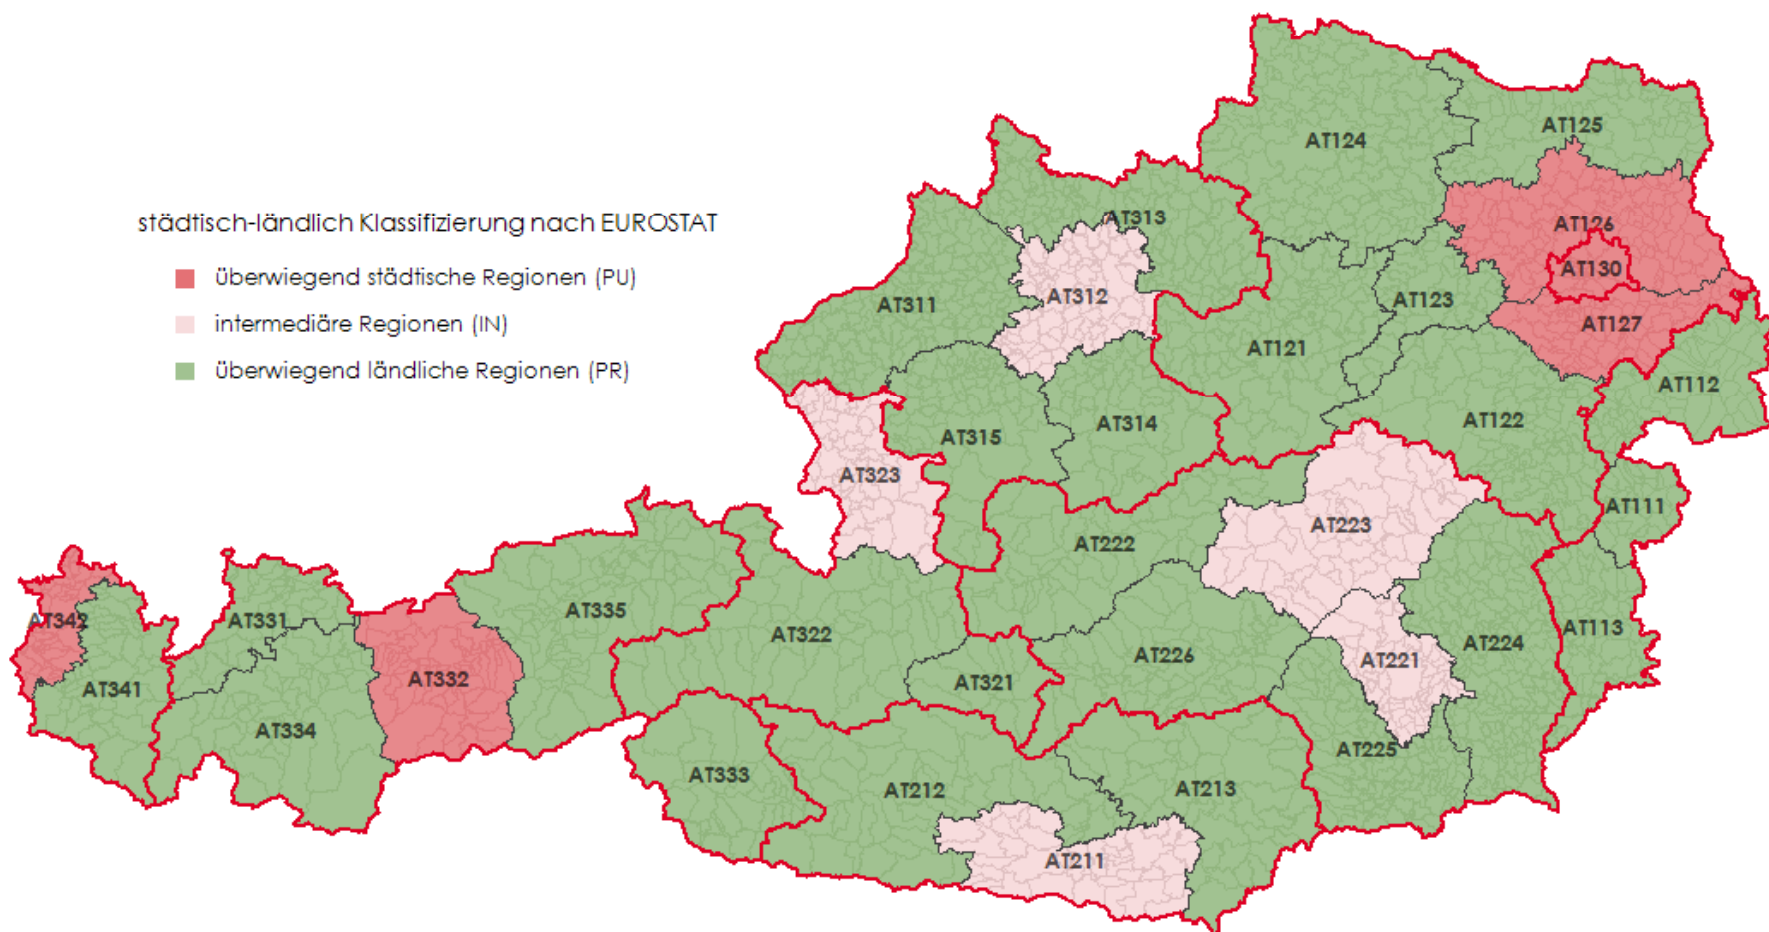 städtisch-ländlich Klassifizierung nach EUROSTAT
überwiegend städtische Regionen (PU)
intermediäre Regionen (IN)
überwiegend ländliche Regionen (PR)
AT124
AT125
AT313
AT126
AT130
AT312
AT311
AT123
AT127
AT121
AT112
AT122
AT314
AT315
AT323
AT111
AT223
AT222
AT335
AT342
AT331
AT322
AT113
AT224
AT226
AT221
AT332
AT321
AT341
AT334
AT225
AT333
AT212
AT213
AT211